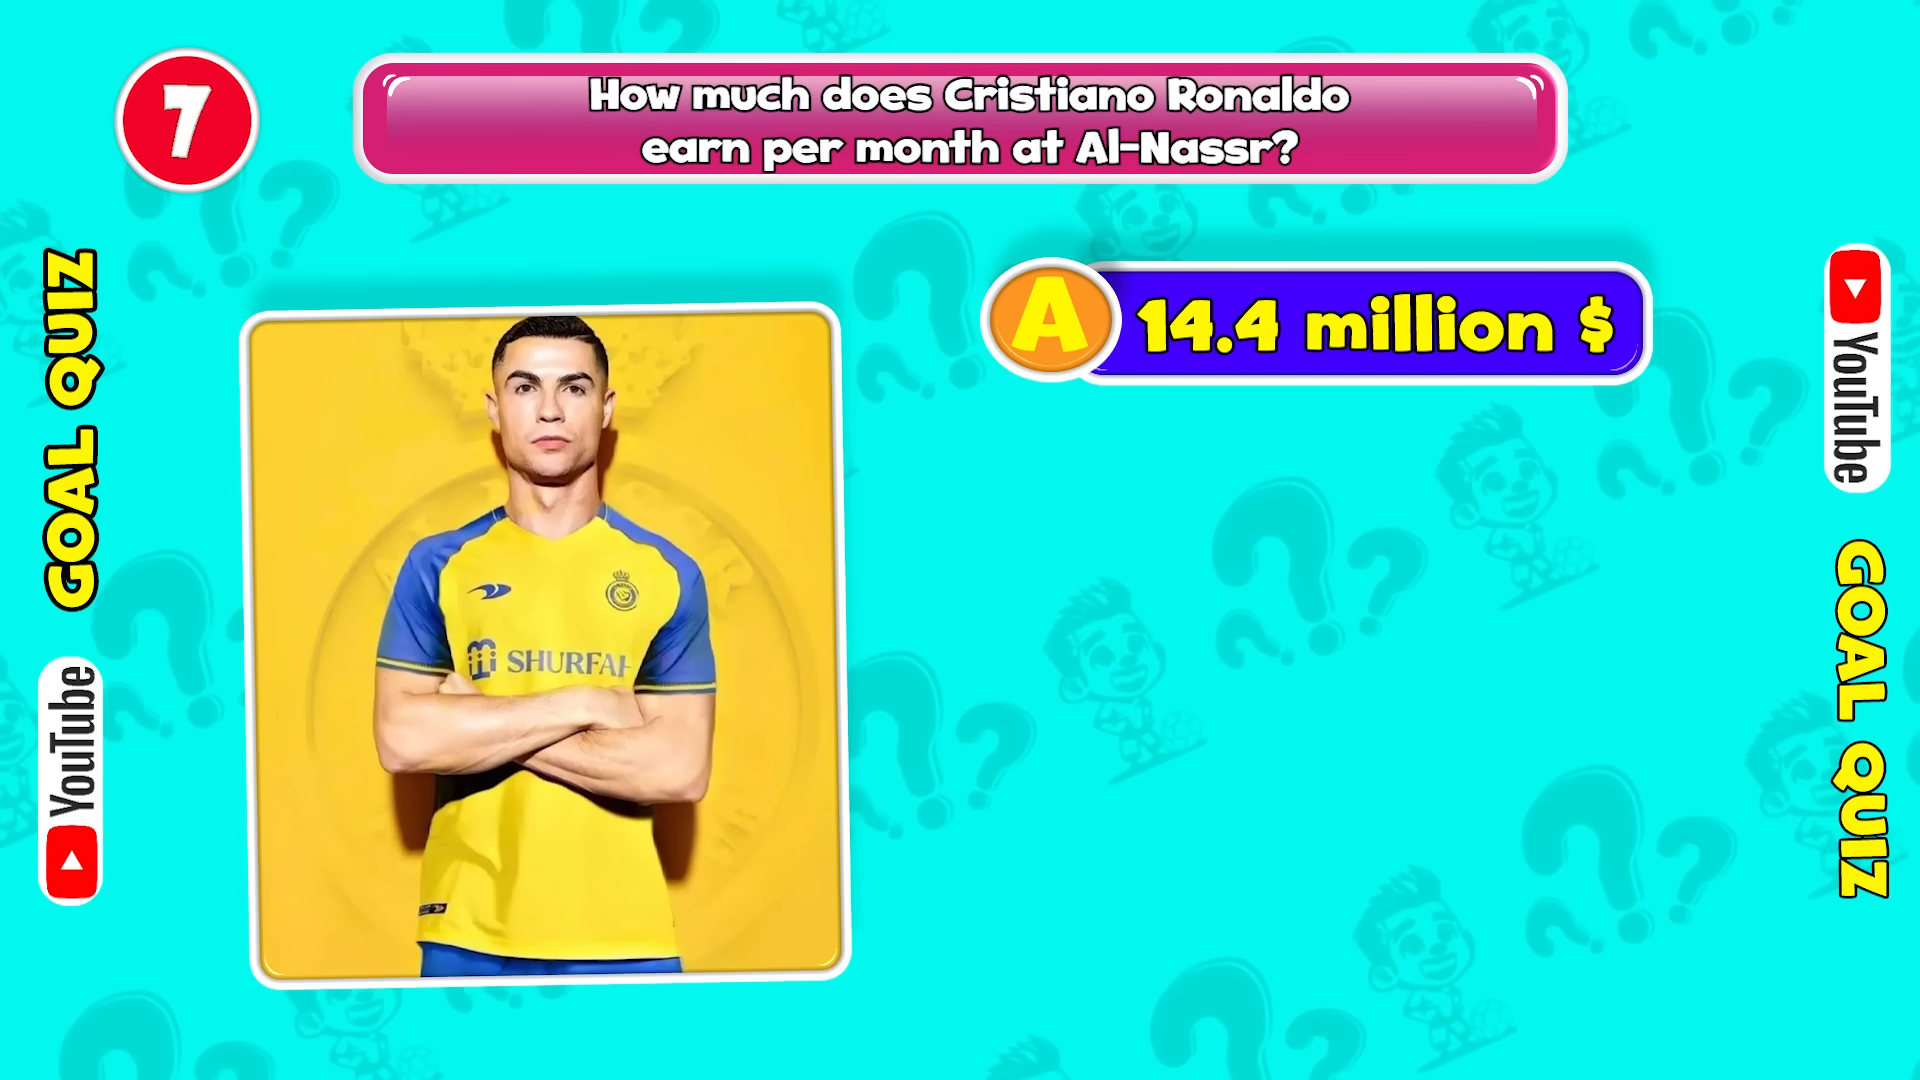 7
How much does Cristiano Ronaldo
earn per month at Al-Nassr?
A 14.4 million $
GOAL QUIZ
YouTube
SHURFAH
YouTube
GOAL QUIZ